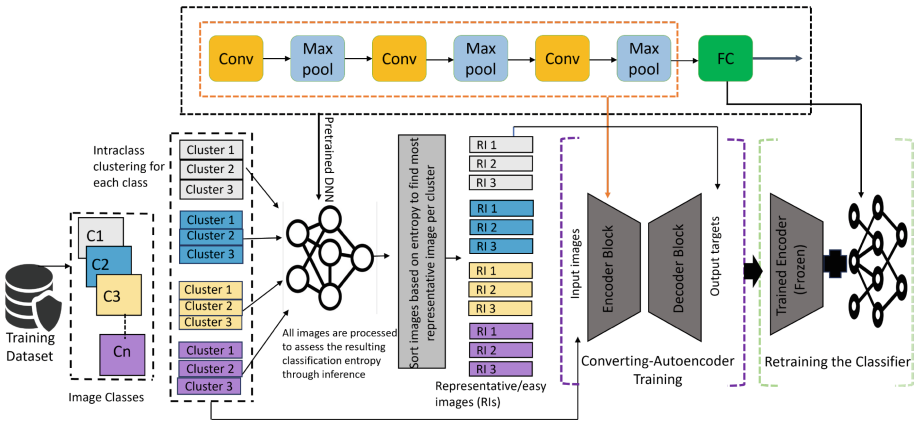 Conv
Max
pool
Conv
Max
pool
Conv
Max
pool
FC
Pretrained DNN
Intraclass
clustering for
each class
Cluster 1
Cluster 2
Cluster 3
Cluster 1
Cluster 2
Cluster 3
Cluster 1
Cluster 2
Cluster 3
Cluster 1
Cluster 2
Cluster 3
C1
C2
C3
Cn
Training
Dataset
Image Classes
All images are processed
to assess the resulting
classification entropy
through inference
Sort images based on entropy to find most
representative image per cluster
RI 1
RI 2
RI 3
RI 1
RI 2
RI 3
RI 1
RI 2
RI 3
RI 1
RI 2
RI 3
Representative/easy
images (RIs)
Input images
Encoder Block
Decoder Block
Output targets
Converting-Autoencoder
Training
Trained Encoder
(Frozen)
Retraining the Classifier